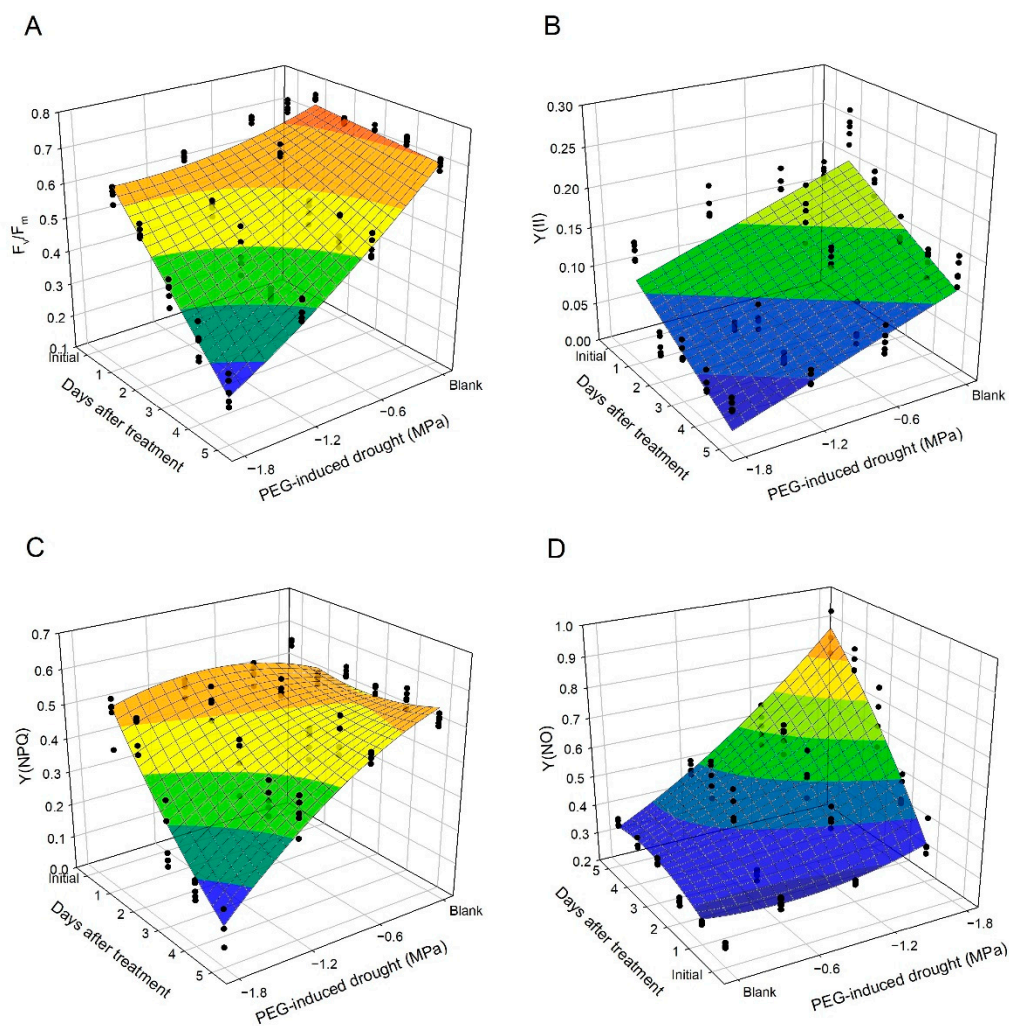 A
0.8
0.7
0.6
0.5
0.4
0.3
0.2
0.1
Fv/Fm
Initial
1
2
3
4
5
Days after treatment
−1.8
−1.2
−0.6
Blank
PEG-induced drought (MPa)
B
0.30
0.25
0.20
0.15
0.10
0.05
0.00
Y(II)
Initial
1
2
3
4
5
Days after treatment
−1.8
−1.2
−0.6
Blank
PEG-induced drought (MPa)
C
0.7
0.6
0.5
0.4
0.3
0.2
0.1
0.0
Y(NPQ)
Initial
1
2
3
4
5
Days after treatment
−1.8
−1.2
−0.6
Blank
PEG-induced drought (MPa)
D
1.0
0.9
0.8
0.7
0.6
0.5
0.4
0.3
0.2
Y(NO)
5
4
3
2
1
Initial
Days after treatment
Blank
−0.6
−1.2
−1.8
PEG-induced drought (MPa)